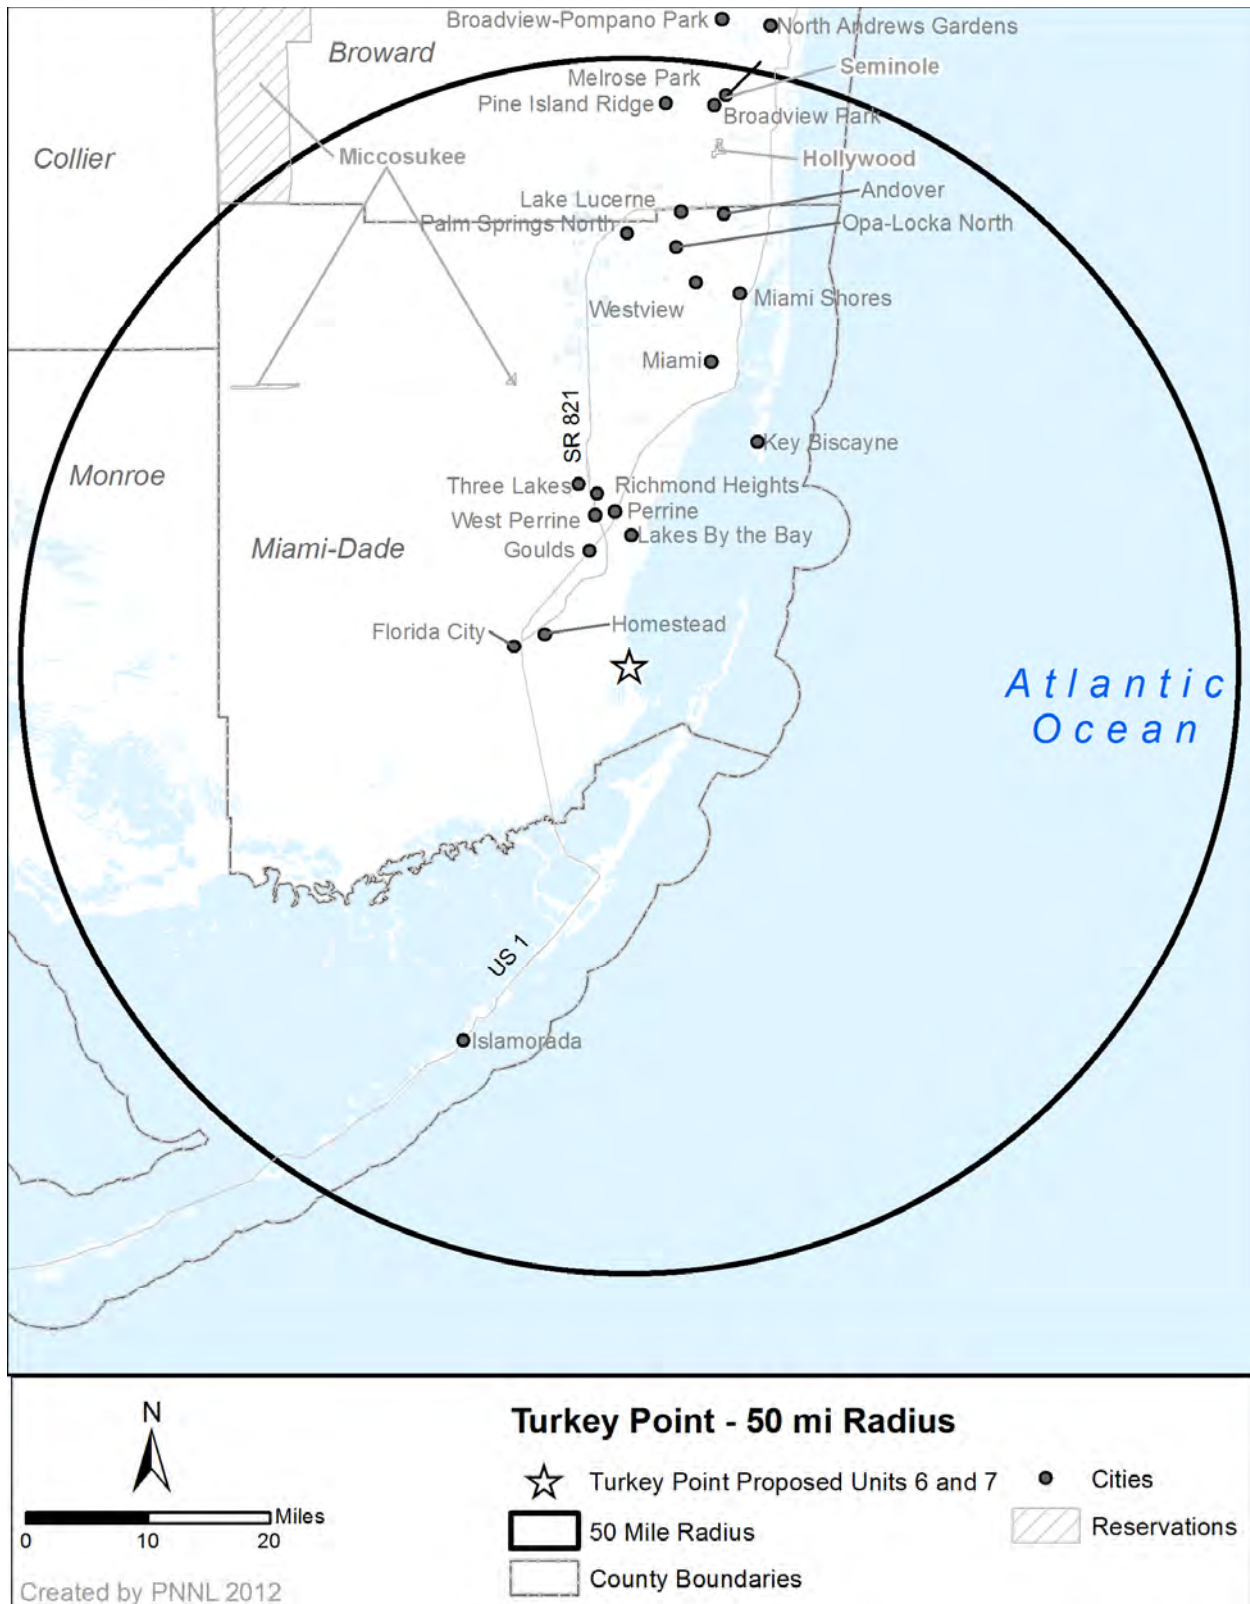 Broadview-Pompano Park
North Andrews Gardens
Broward
Seminole
Melrose Park
Pine Island Ridge
Broadview Park
Collier
Miccosukee
Hollywood
Andover
Lake Lucerne
Palm Springs North
Opa-Locka North
Westview
Miami Shores
Miami
SR 821
Key Biscayne
Monroe
Three Lakes
Richmond Heights
West Perrine
Perrine
Lakes By the Bay
Miami-Dade
Goulds
Florida City
Homestead
Atlantic
Ocean
US 1
Islamorada
N
Miles
0 10 20
Created by PNNL 2012
Turkey Point - 50 mi Radius
Turkey Point Proposed Units 6 and 7
Cities
50 Mile Radius
Reservations
County Boundaries